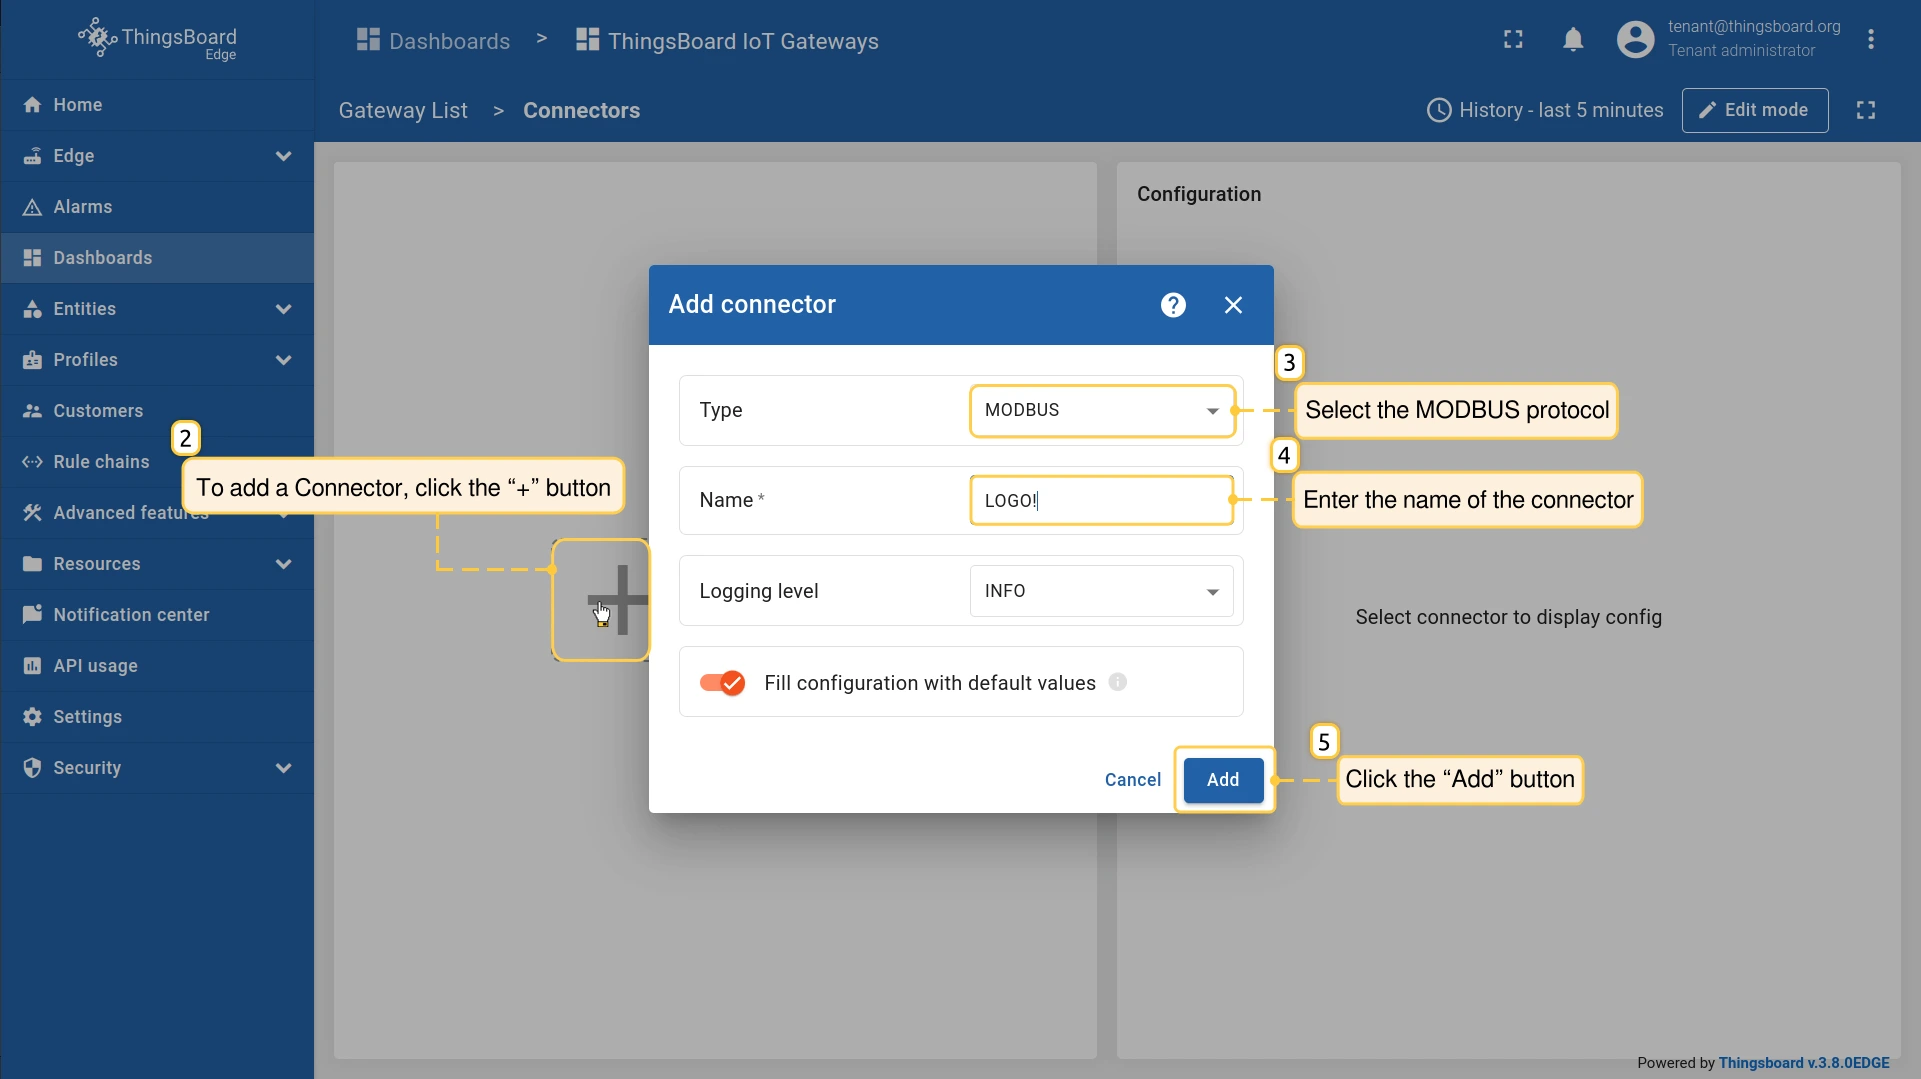 ThingsBoard
Edge
Dashboards > ThingsBoard IoT Gateways
tenant@thingsboard.org
Tenant administrator
Gateway List > Connectors
History - last 5 minutes
Edit mode
Home
Edge
Alarms
Dashboards
Entities
Profiles
Customers
Rule chains
Advanced features
Resources
Notification center
API usage
Settings
Security
2
To add a Connector, click the “+” button
Configuration
Select connector to display config
Add connector
?
Type
MODBUS
3
Select the MODBUS protocol
Name *
LOGO!
4
Enter the name of the connector
Logging level
INFO
Fill configuration with default values
Cancel
Add
5
Click the “Add” button
Powered by Thingsboard v.3.8.0EDGE